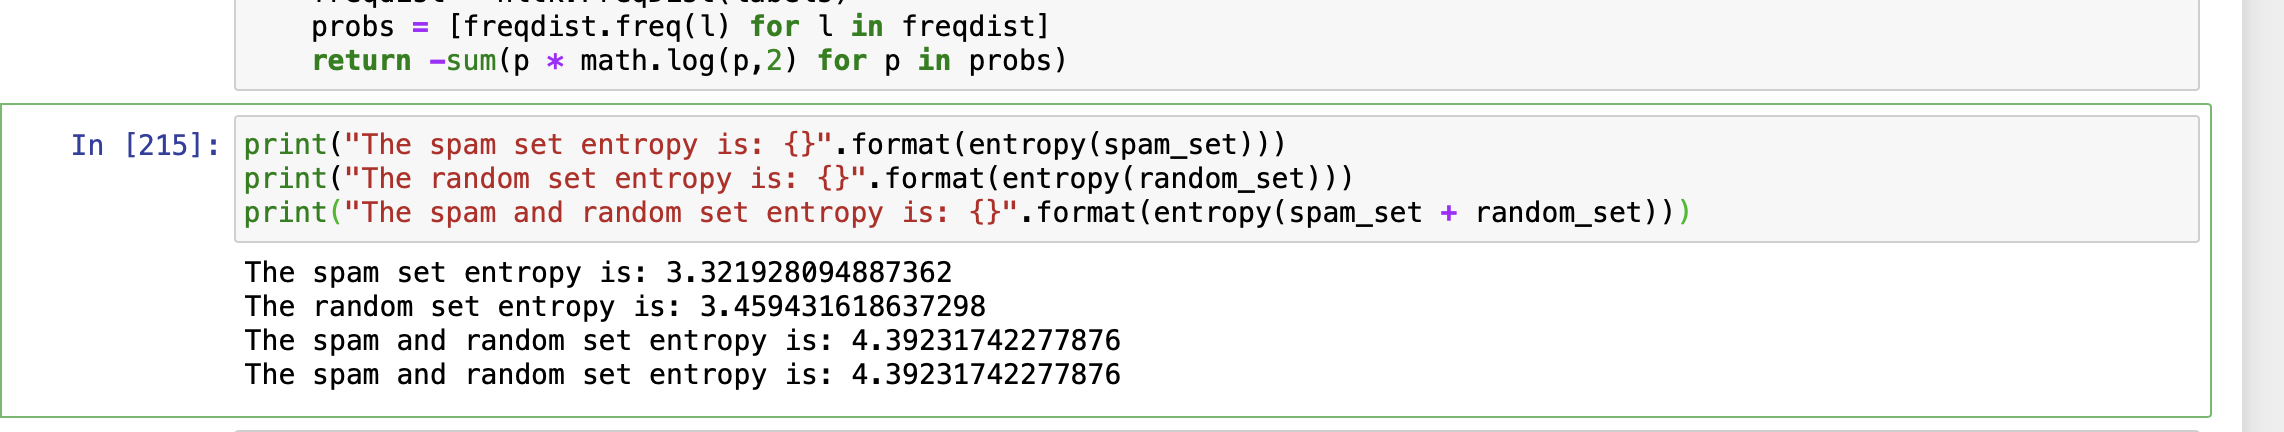 probs = [freqdist.freq(l) for l in freqdist]
return -sum(p * math.log(p,2) for p in probs)
In [215]: print("The spam set entropy is: {}".format(entropy(spam_set)))
print("The random set entropy is: {}".format(entropy(random_set)))
print("The spam and random set entropy is: {}".format(entropy(spam_set + random_set)))
The spam set entropy is: 3.321928094887362
The random set entropy is: 3.459431618637298
The spam and random set entropy is: 4.39231742277876
The spam and random set entropy is: 4.39231742277876